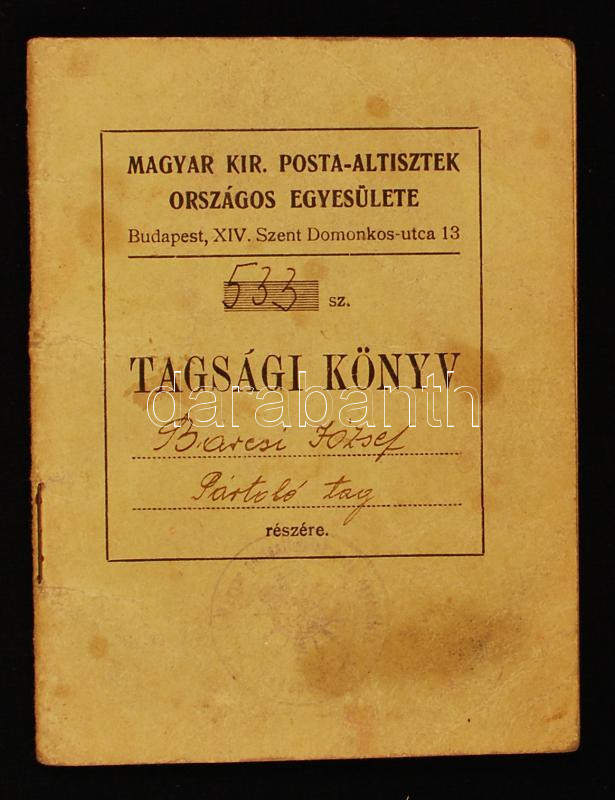 MAGYAR KIR. POSTA-ALTISZTEK
ORSZÁGOS EGYESÜLETE
Budapest, XIV. Szent Domonkos-utca 13
533 sz.
TAGSÁGI KÖNYV
darabanth
Barcsi József
Pártoló tag
részére.